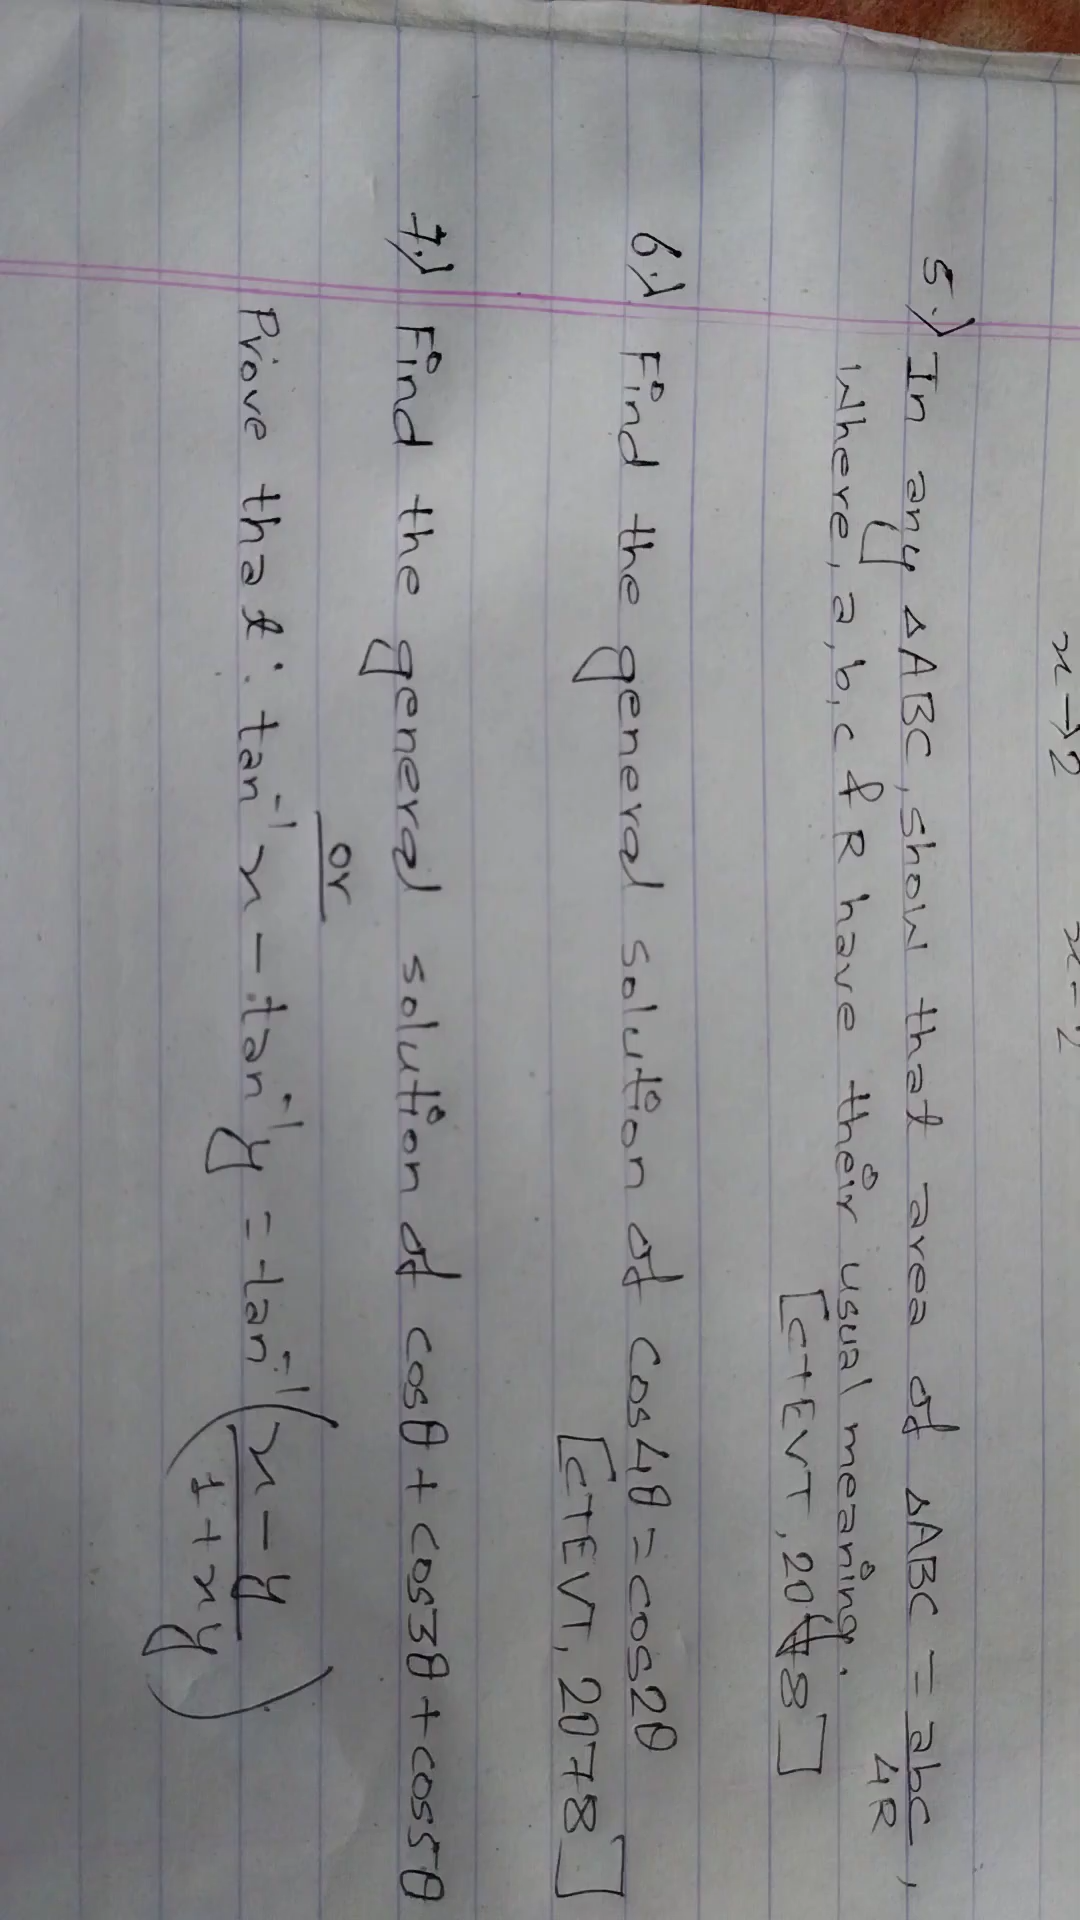 x→2 x-2
5.) In any △ABC, show that area of △ABC = abc/4R,
Where, a, b, c & R have their usual meaning.
[CTEVT, 2078]
6.) Find the general solution of cos4θ = cos2θ
[CTEVT, 2078]
7.) Find the general solution of cosθ + cos3θ + cos5θ
or
Prove that: tan⁻¹x - tan⁻¹y = tan⁻¹(x-y/1+xy)